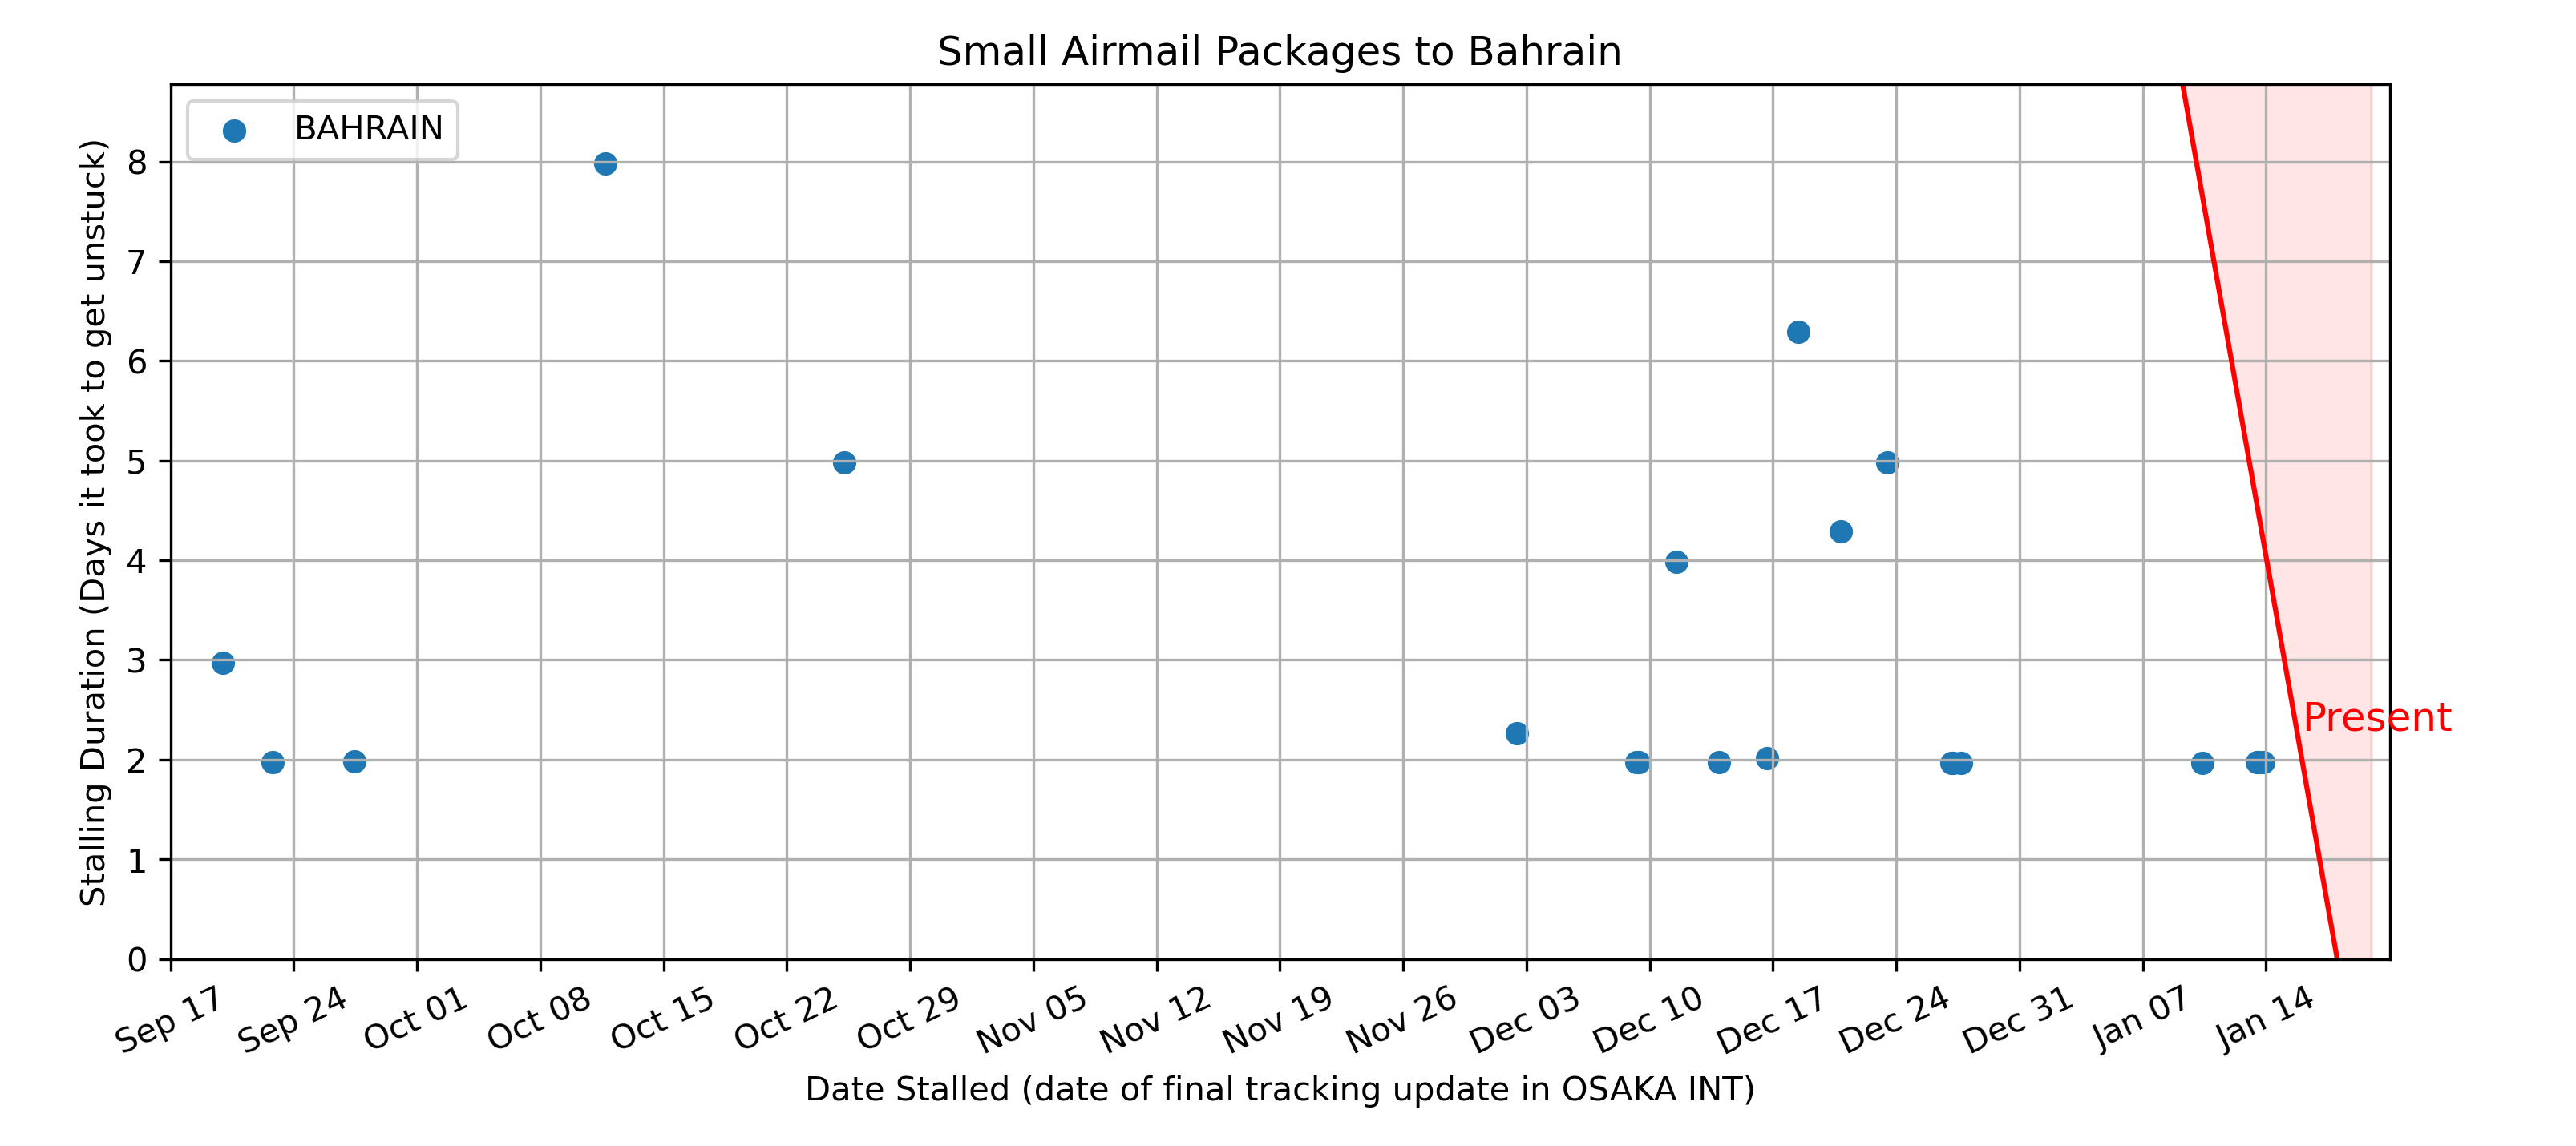 Small Airmail Packages to Bahrain
BAHRAIN
Stalling Duration (Days it took to get unstuck)
8
7
6
5
4
3
2
1
0
Present
Sep 17
Sep 24
Oct 01
Oct 08
Oct 15
Oct 22
Oct 29
Nov 05
Nov 12
Nov 19
Nov 26
Dec 03
Dec 10
Dec 17
Dec 24
Dec 31
Jan 07
Jan 14
Date Stalled (date of final tracking update in OSAKA INT)